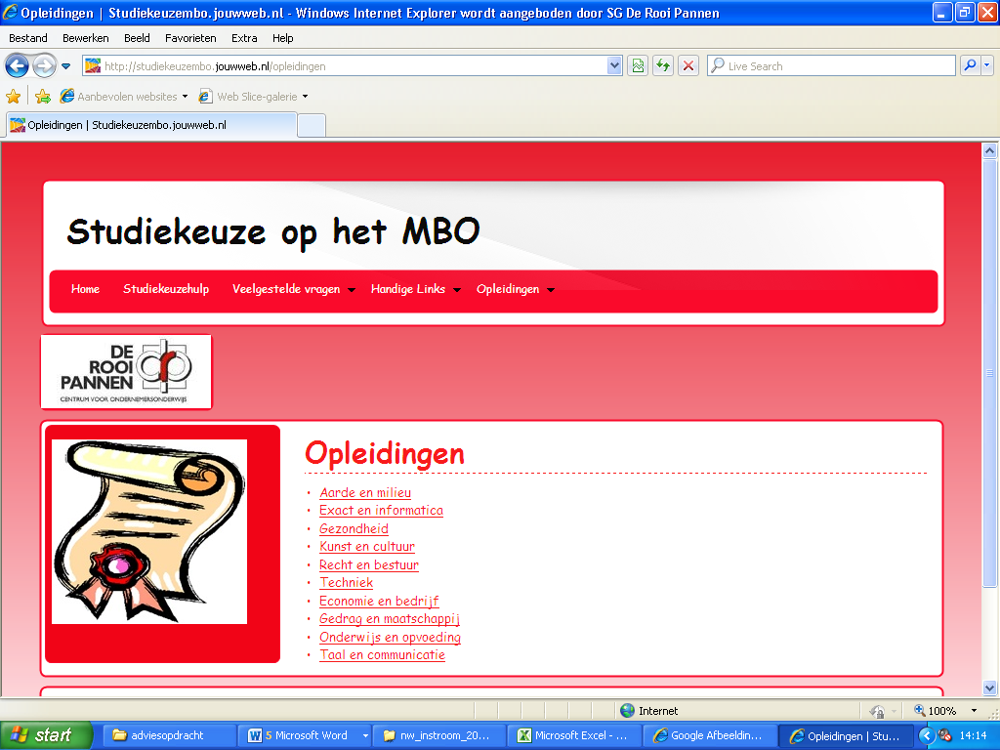 Opleidingen | Studiekeuzembo.jouwweb.nl - Windows Internet Explorer wordt aangeboden door SG De Rooi Pannen
Bestand Bewerken Beeld Favorieten Extra Help
http://studiekeuzembo.jouwweb.nl/opleidingen
Live Search
Aanbevolen websites Web Slice-galerie
Opleidingen | Studiekeuzembo.jouwweb.nl
Studiekeuze op het MBO
Home Studiekeuzehulp Veelgestelde vragen Handige Links Opleidingen
DE
ROOI
PANNEN
CENTRUM VOOR ONDERNEMERSONDERWIJS
Opleidingen
• Aarde en milieu
• Exact en informatica
• Gezondheid
• Kunst en cultuur
• Recht en bestuur
• Techniek
• Economie en bedrijf
• Gedrag en maatschappij
• Onderwijs en opvoeding
• Taal en communicatie
Internet 100%
start adviesopdracht 5 Microsoft Word nw_instroom_20... Microsoft Excel - ... Google Afbeeldin... Opleidingen | Stu... 14:14